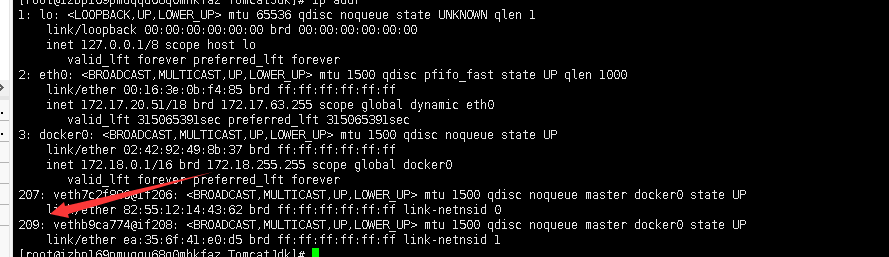 [root@izbp169pmuqqu68q0mhkfaz TomcatJdk]# ip addr
1: lo: <LOOPBACK,UP,LOWER_UP> mtu 65536 qdisc noqueue state UNKNOWN qlen 1
link/loopback 00:00:00:00:00:00 brd 00:00:00:00:00:00
inet 127.0.0.1/8 scope host lo
valid_lft forever preferred_lft forever
2: eth0: <BROADCAST,MULTICAST,UP,LOWER_UP> mtu 1500 qdisc pfifo_fast state UP qlen 1000
link/ether 00:16:3e:0b:f4:85 brd ff:ff:ff:ff:ff:ff
inet 172.17.20.51/18 brd 172.17.63.255 scope global dynamic eth0
valid_lft 315065391sec preferred_lft 315065391sec
3: docker0: <BROADCAST,MULTICAST,UP,LOWER_UP> mtu 1500 qdisc noqueue state UP
link/ether 02:42:92:49:8b:37 brd ff:ff:ff:ff:ff:ff
inet 172.18.0.1/16 brd 172.18.255.255 scope global docker0
valid_lft forever preferred_lft forever
207: @if206: <BROADCAST,MULTICAST,UP,LOWER_UP> mtu 1500 qdisc noqueue master docker0 state UP
link/ether 82:55:12:14:43:62 brd ff:ff:ff:ff:ff:ff link-netnsid 0
209: vethb9ca774@if208: <BROADCAST,MULTICAST,UP,LOWER_UP> mtu 1500 qdisc noqueue master docker0 state UP
link/ether ea:35:6f:41:e0:d5 brd ff:ff:ff:ff:ff:ff link-netnsid 1
[root@izbp169pmuqqu68q0mhkfaz TomcatJdk]#